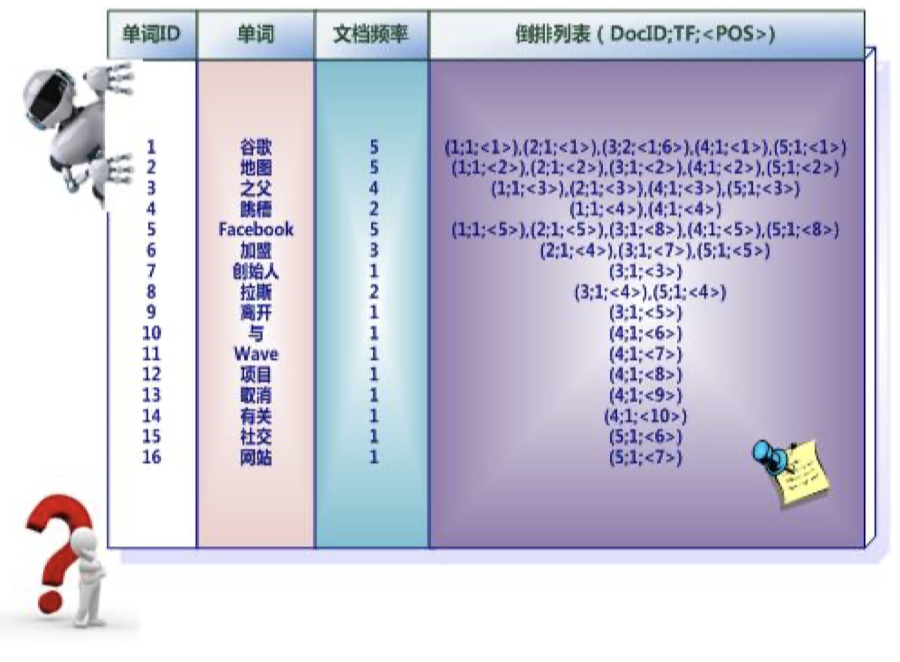 单词ID 单词 文档频率 倒排列表（DocID;TF;<POS>）
1 谷歌 5 (1;1;<1>),(2;1;<1>),(3;2;<1;6>),(4;1;<1>),(5;1;<1>)
2 地图 5 (1;1;<2>),(2;1;<2>),(3;1;<2>),(4;1;<2>),(5;1;<2>)
3 之父 4 (1;1;<3>),(2;1;<3>),(4;1;<3>),(5;1;<3>)
4 跳槽 2 (1;1;<4>),(4;1;<4>)
5 Facebook 5 (1;1;<5>),(2;1;<5>),(3;1;<8>),(4;1;<5>),(5;1;<8>)
6 加盟 3 (2;1;<4>),(3;1;<7>),(5;1;<5>)
7 创始人 1 (3;1;<3>)
8 拉斯 2 (3;1;<4>),(5;1;<4>)
9 离开 1 (3;1;<5>)
10 与 1 (4;1;<6>)
11 Wave 1 (4;1;<7>)
12 项目 1 (4;1;<8>)
13 取消 1 (4;1;<9>)
14 有关 1 (4;1;<10>)
15 社交 1 (5;1;<6>)
16 网站 1 (5;1;<7>)